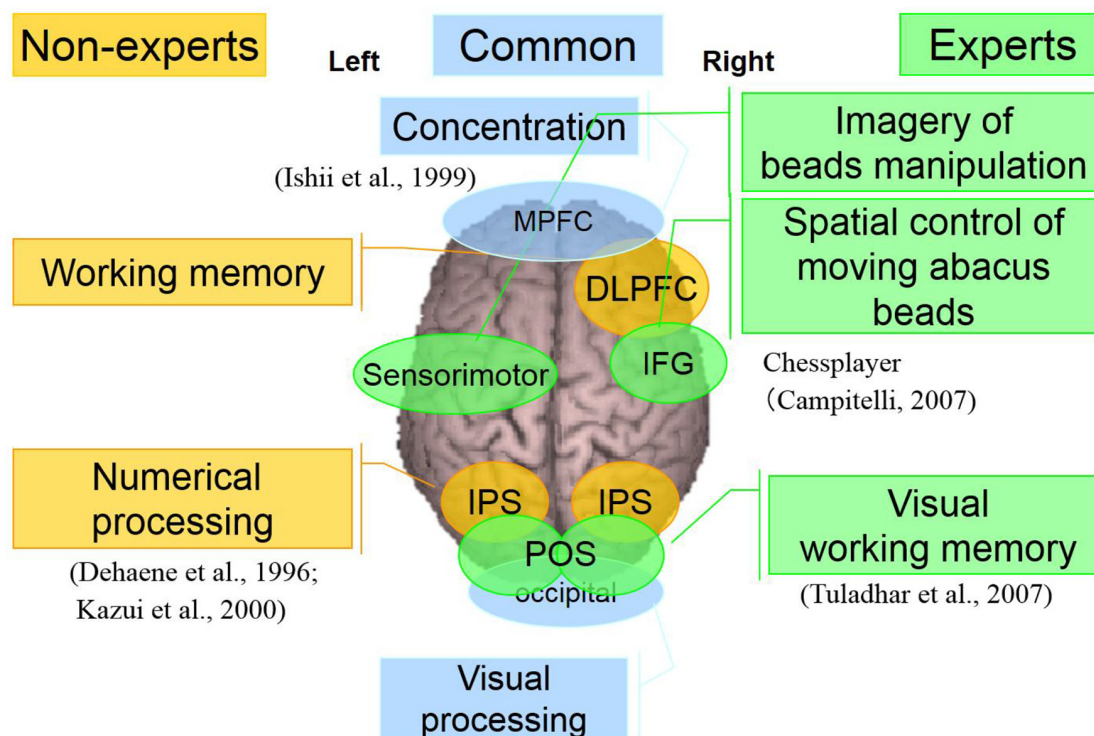 Non-experts
Common
Experts
Left
Right
Concentration
(Ishii et al., 1999)
Imagery of
beads manipulation
MPFC
Working memory
DLPFC
Spatial control of
moving abacus
beads
Sensorimotor
IFG
Chessplayer
（Campitelli, 2007)
Numerical
processing
IPS
IPS
Visual
working memory
POS
(Dehaene et al., 1996;
Kazui et al., 2000)
occipital
(Tuladhar et al., 2007)
Visual
processing